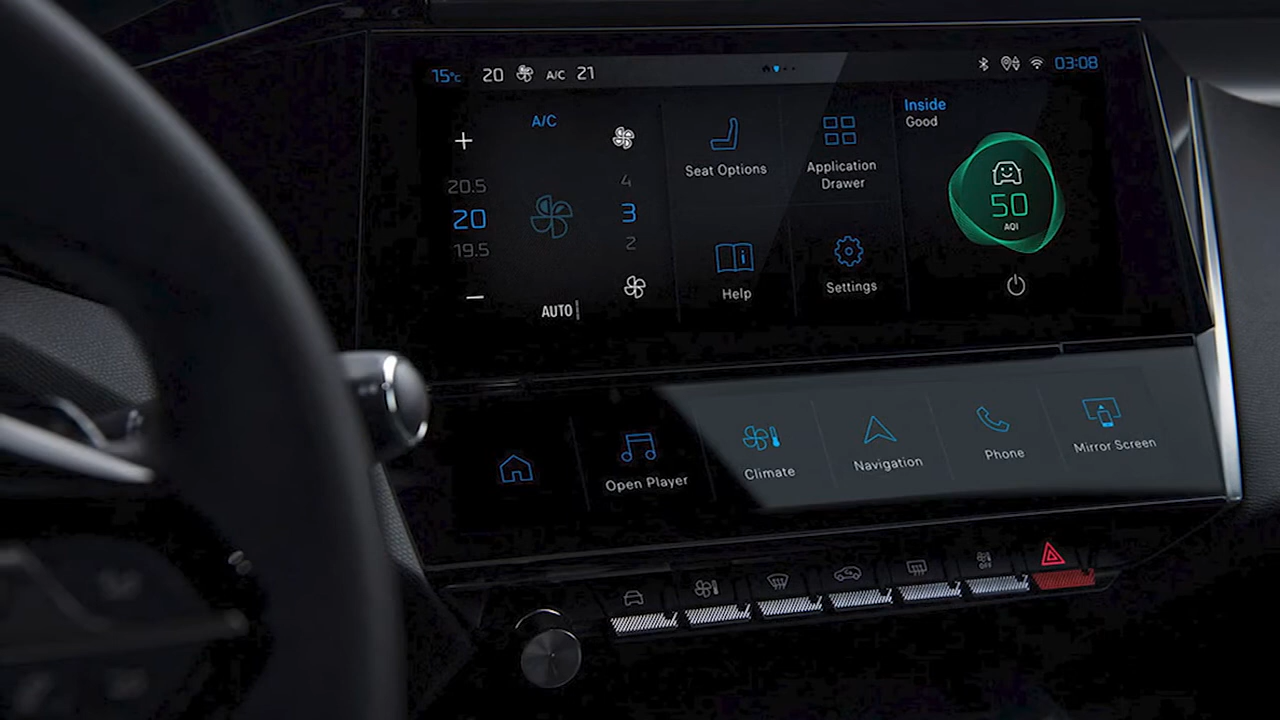 15°C 20 A/C 21 03:08
A/C
20.5
20
19.5
4
3
2
AUTO
Seat Options
Application
Drawer
Help
Settings
Inside
Good
50
AQI
Open Player
Climate
Navigation
Phone
Mirror Screen
OFF